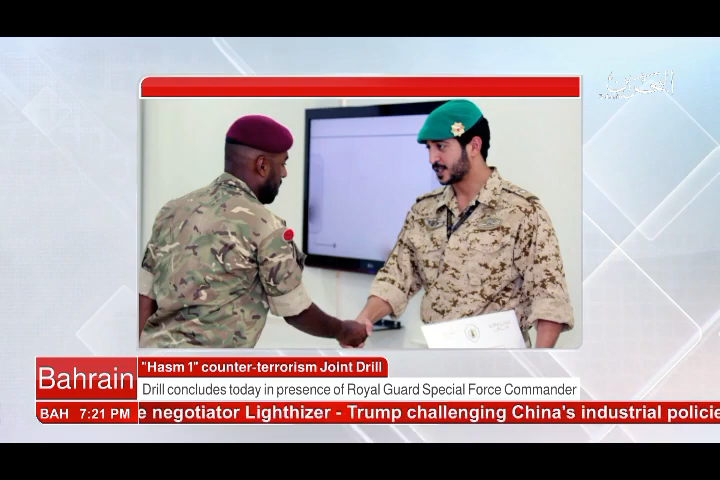 "Hasm 1" counter-terrorism Joint Drill
Bahrain
Drill concludes today in presence of Royal Guard Special Force Commander
BAH 7:21 PM
e negotiator Lighthizer - Trump challenging China's industrial policie